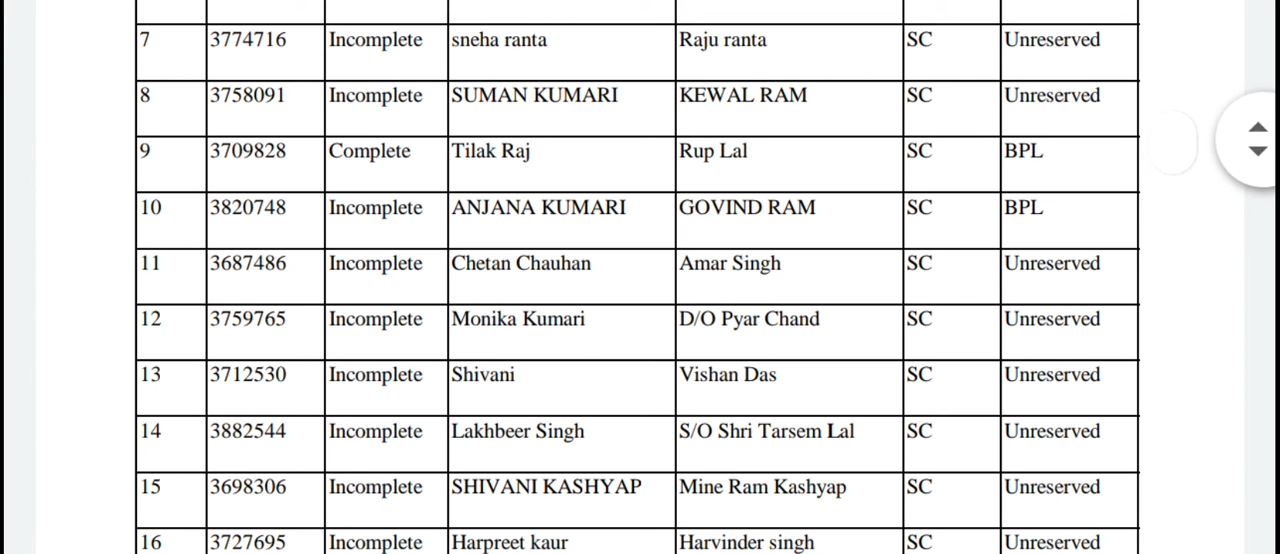 7 3774716 Incomplete sneha ranta Raju ranta SC Unreserved
8 3758091 Incomplete SUMAN KUMARI KEWAL RAM SC Unreserved
9 3709828 Complete Tilak Raj Rup Lal SC BPL
10 3820748 Incomplete ANJANA KUMARI GOVIND RAM SC BPL
11 3687486 Incomplete Chetan Chauhan Amar Singh SC Unreserved
12 3759765 Incomplete Monika Kumari D/O Pyar Chand SC Unreserved
13 3712530 Incomplete Shivani Vishan Das SC Unreserved
14 3882544 Incomplete Lakhbeer Singh S/O Shri Tarsem Lal SC Unreserved
15 3698306 Incomplete SHIVANI KASHYAP Mine Ram Kashyap SC Unreserved
16 3727695 Incomplete Harpreet kaur Harvinder singh SC Unreserved